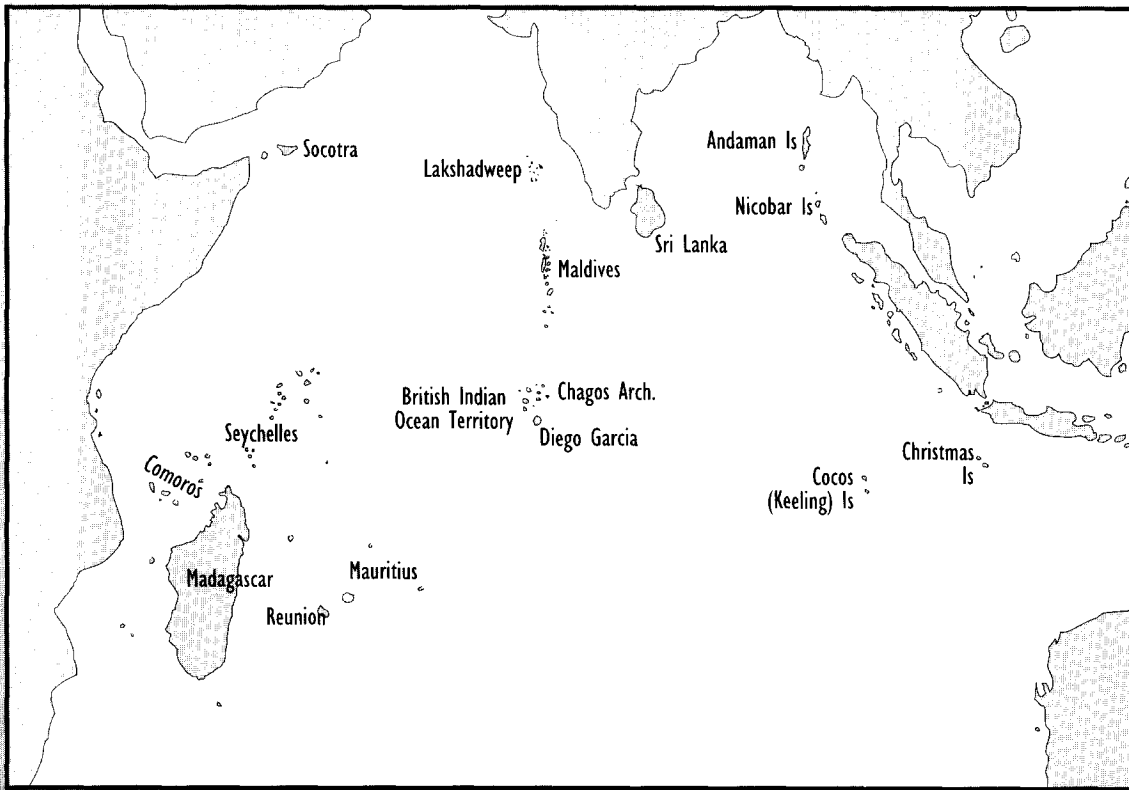 Socotra
Lakshadweep
Andaman Is
Nicobar Is
Sri Lanka
Maldives
British Indian
Ocean Territory
Chagos Arch.
Diego Garcia
Seychelles
Comoros
Christmas
Is
Cocos
(Keeling) Is
Madagascar
Mauritius
Reunion